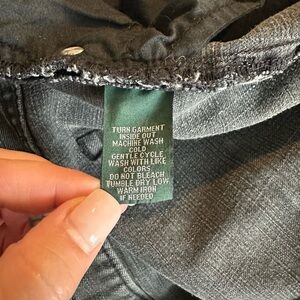 TURN GARMENT
INSIDE OUT
MACHINE WASH
COLD
GENTLE CYCLE
WASH WITH LIKE
COLORS
DO NOT BLEACH
TUMBLE DRY LOW
WARM IRON
IF NEEDED